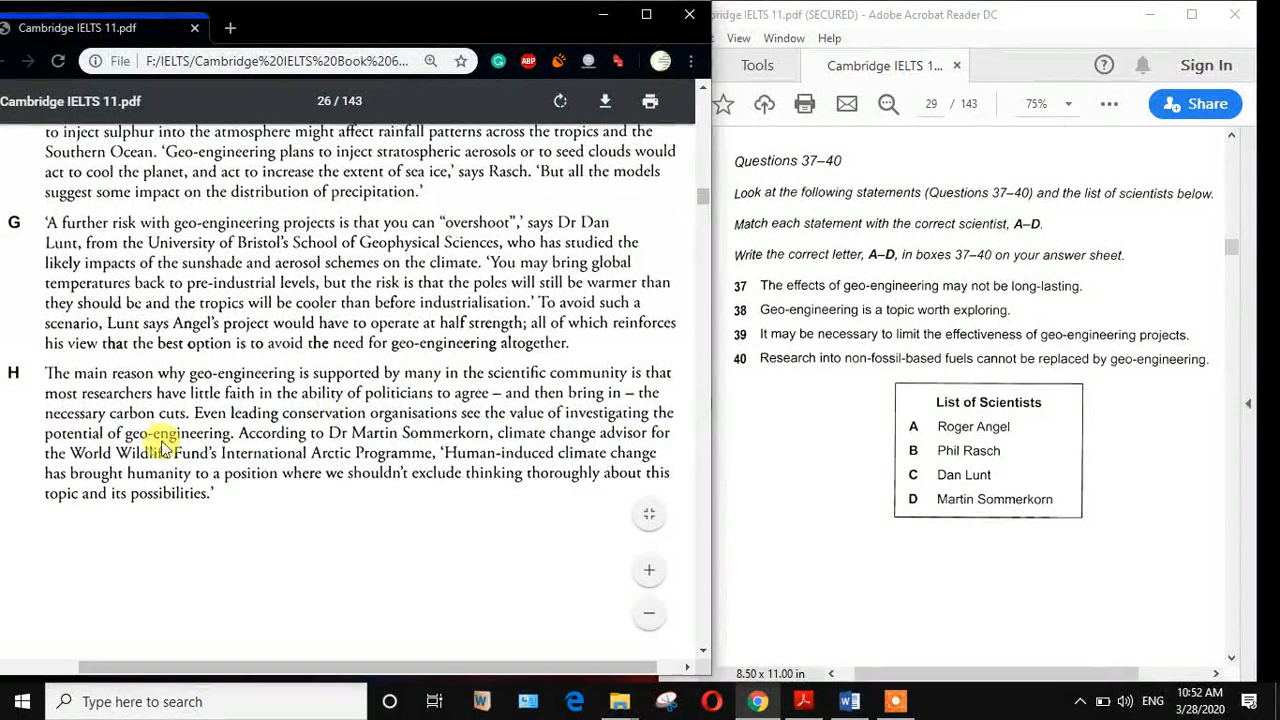 Cambridge IELTS 11.pdf
File
F:/IELTS/Cambridge%20IELTS%20Book%206...
ABP
Cambridge IELTS 11.pdf
26 / 143
to inject sulphur into the atmosphere might affect rainfall patterns across the tropics and the
Southern Ocean. ‘Geo-engineering plans to inject stratospheric aerosols or to seed clouds would
act to cool the planet, and act to increase the extent of sea ice,’ says Rasch. ‘But all the models
suggest some impact on the distribution of precipitation.’
G ‘A further risk with geo-engineering projects is that you can “overshoot”,’ says Dr Dan
Lunt, from the University of Bristol’s School of Geophysical Sciences, who has studied the
likely impacts of the sunshade and aerosol schemes on the climate. ‘You may bring global
temperatures back to pre-industrial levels, but the risk is that the poles will still be warmer than
they should be and the tropics will be cooler than before industrialisation.’ To avoid such a
scenario, Lunt says Angel’s project would have to operate at half strength; all of which reinforces
his view that the best option is to avoid the need for geo-engineering altogether.
H The main reason why geo-engineering is supported by many in the scientific community is that
most researchers have little faith in the ability of politicians to agree – and then bring in – the
necessary carbon cuts. Even leading conservation organisations see the value of investigating the
potential of geo-engineering. According to Dr Martin Sommerkorn, climate change advisor for
the World Wildlife Fund’s International Arctic Programme, ‘Human-induced climate change
has brought humanity to a position where we shouldn’t exclude thinking thoroughly about this
topic and its possibilities.’
bridge IELTS 11.pdf (SECURED) - Adobe Acrobat Reader DC
View Window Help
Tools
Cambridge IELTS 1...
Sign In
29 / 143
75%
Share
Questions 37–40
Look at the following statements (Questions 37–40) and the list of scientists below.
Match each statement with the correct scientist, A–D.
Write the correct letter, A–D, in boxes 37–40 on your answer sheet.
37 The effects of geo-engineering may not be long-lasting.
38 Geo-engineering is a topic worth exploring.
39 It may be necessary to limit the effectiveness of geo-engineering projects.
40 Research into non-fossil-based fuels cannot be replaced by geo-engineering.
List of Scientists
A Roger Angel
B Phil Rasch
C Dan Lunt
D Martin Sommerkorn
8.50 x 11.00 in
Type here to search
ENG
10:52 AM
3/28/2020